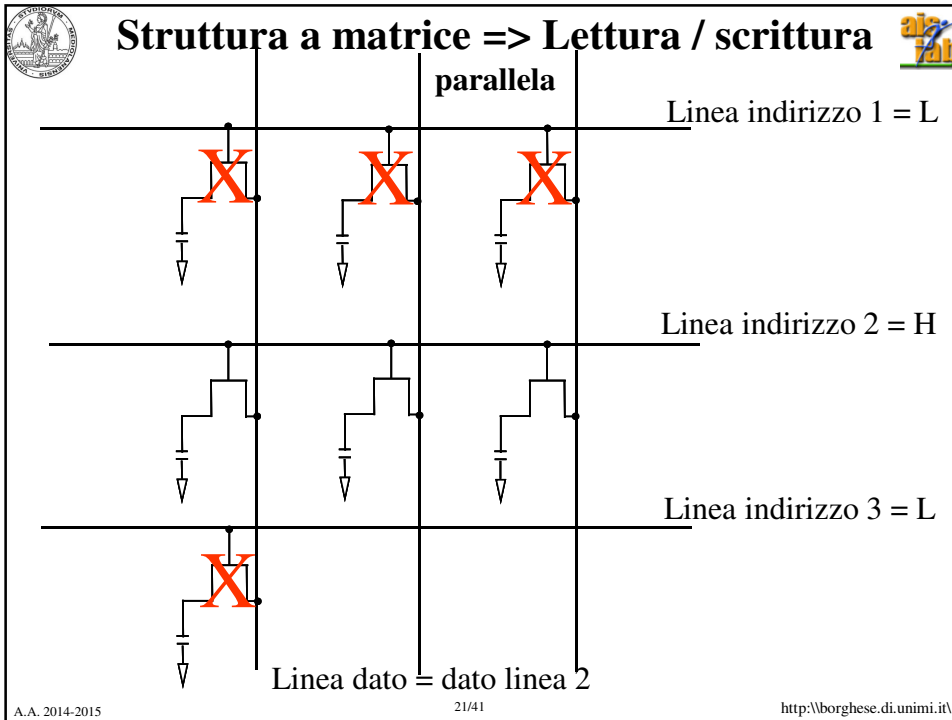 Struttura a matrice => Lettura / scrittura
parallela
Linea indirizzo 1 = L
X X X
Linea indirizzo 2 = H
Linea indirizzo 3 = L
X
Linea dato = dato linea 2
A.A. 2014-2015
21/41
http:\\borghese.di.unimi.it\